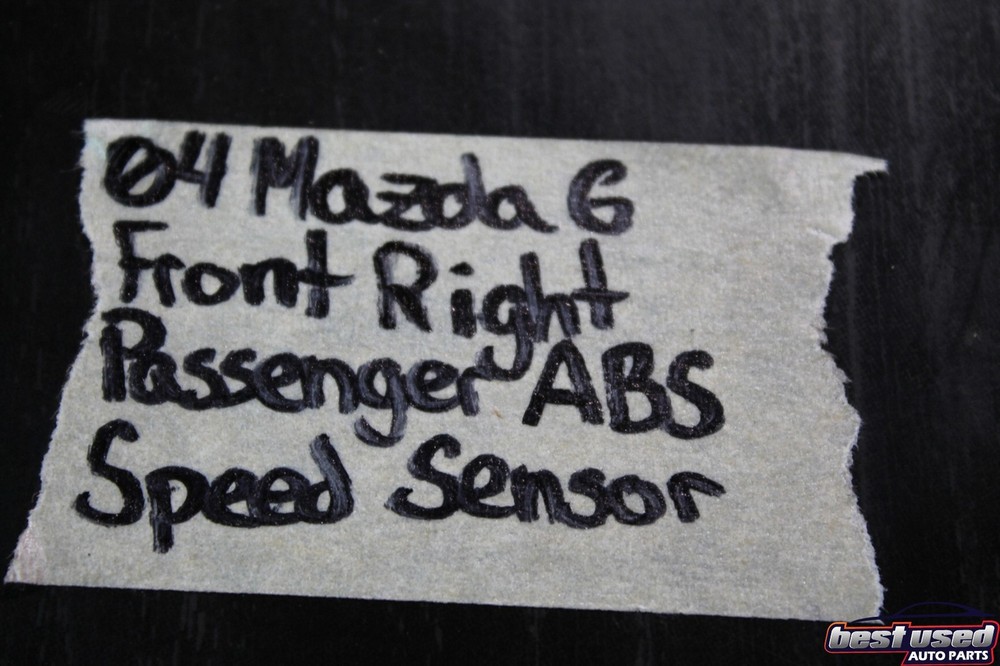 04 Mazda 6
Front Right
Passenger ABS
Speed Sensor
best used
AUTO PARTS